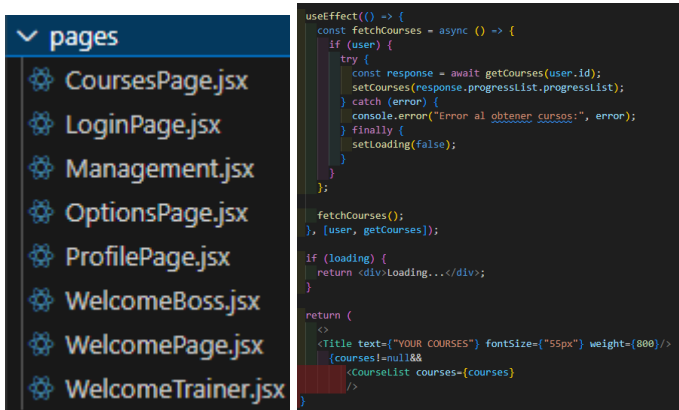 pages
CoursesPage.jsx
LoginPage.jsx
Management.jsx
OptionsPage.jsx
ProfilePage.jsx
WelcomeBoss.jsx
WelcomePage.jsx
WelcomeTrainer.jsx
useEffect(() => {
const fetchCourses = async () => {
if (user) {
try {
const response = await getCourses(user.id);
setCourses(response.progressList.progressList);
} catch (error) {
console.error("Error al obtener cursos:", error);
} finally {
setLoading(false);
}
}
};
fetchCourses();
}, [user, getCourses]);
if (loading) {
return <div>Loading...</div>;
}
return (
<>
<Title text={"YOUR COURSES"} fontSize={"55px"} weight={800}/>
{courses!=null&&
<CourseList courses={courses}
/>
}